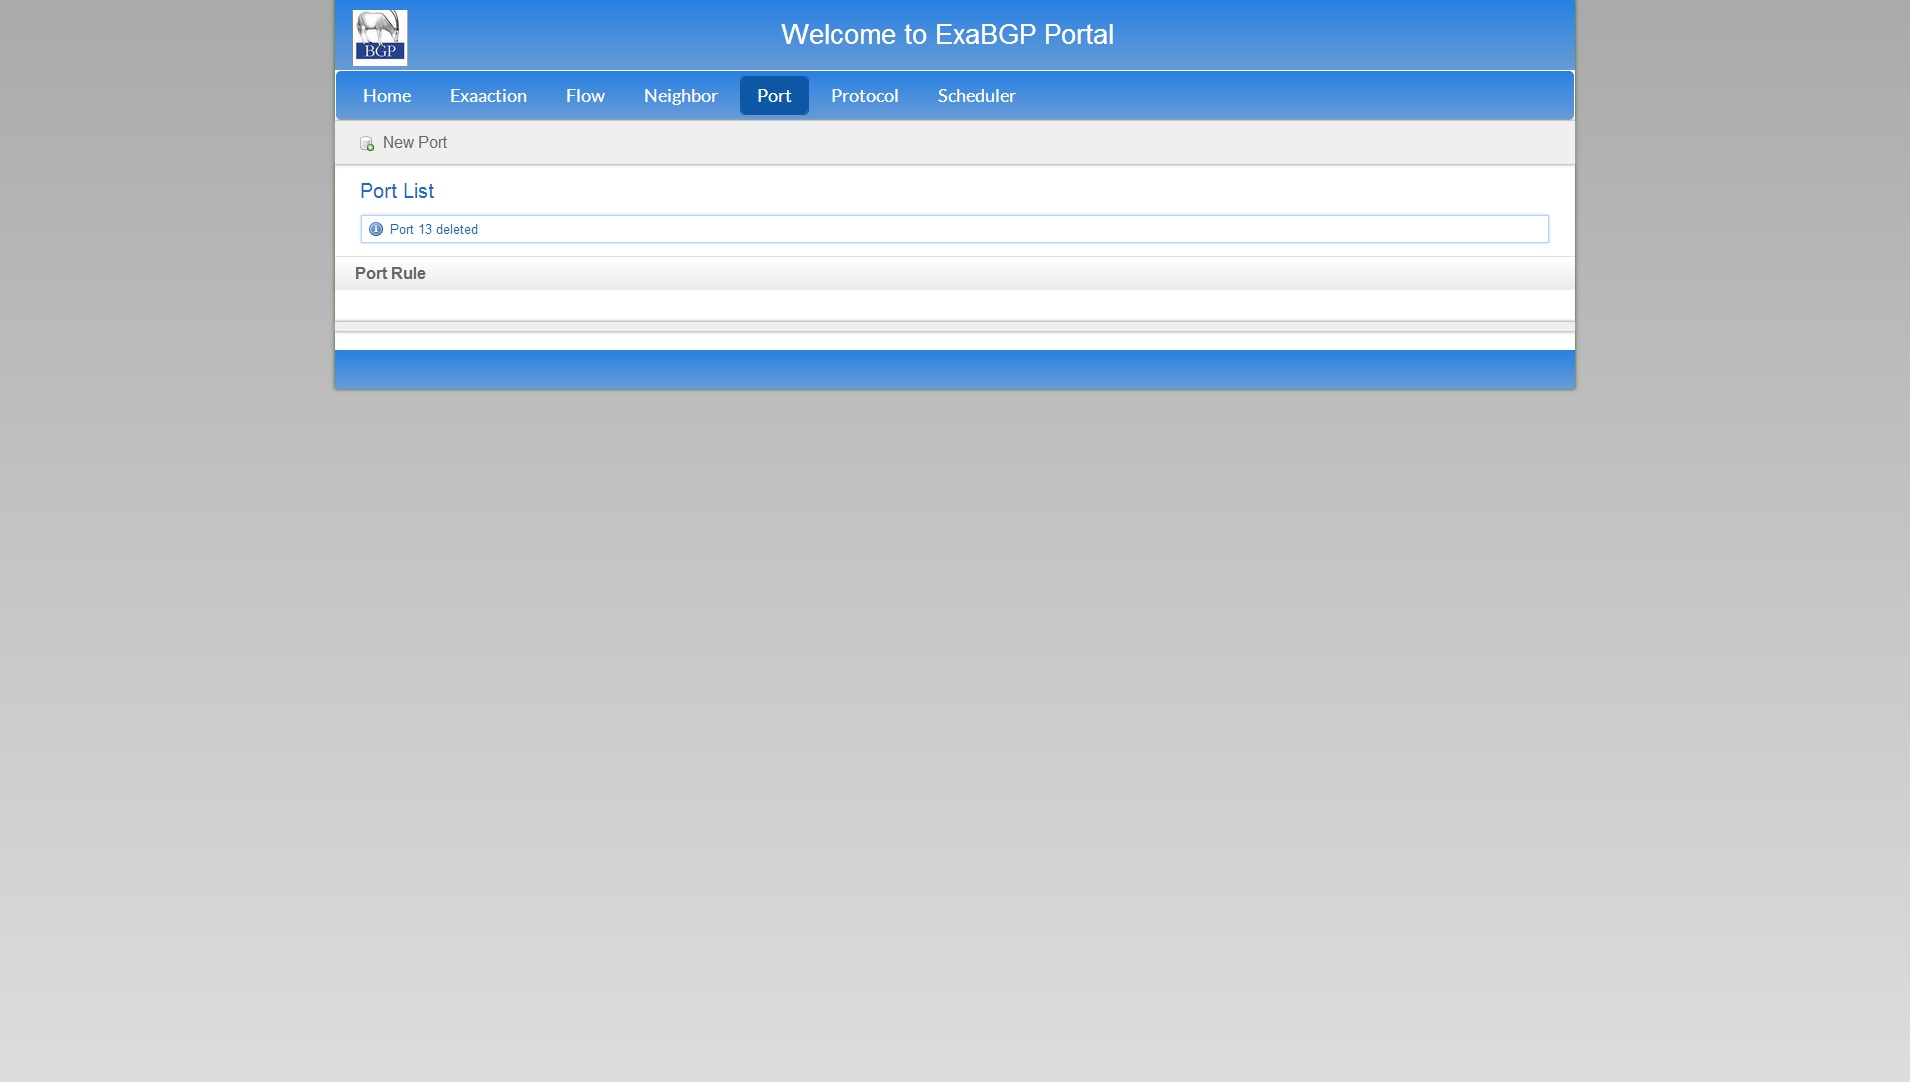 BGP
Welcome to ExaBGP Portal
Home Exaaction Flow Neighbor Port Protocol Scheduler
New Port
Port List
Port 13 deleted
Port Rule